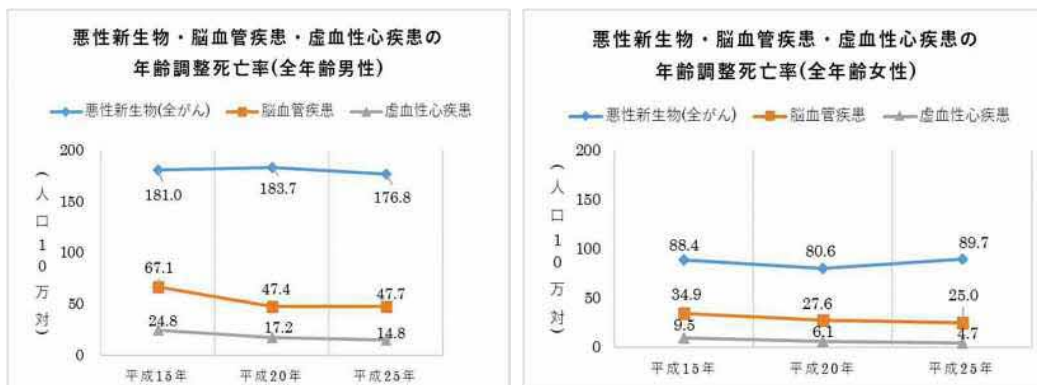 悪性新生物・脳血管疾患・虚血性心疾患の
年齢調整死亡率(全年齢男性)
悪性新生物(全がん) 脳血管疾患 虚血性心疾患
(人口10万対)
200
150
100
50
0
181.0 183.7 176.8
67.1 47.4 47.7
24.8 17.2 14.8
平成15年 平成20年 平成25年
悪性新生物・脳血管疾患・虚血性心疾患の
年齢調整死亡率(全年齢女性)
悪性新生物(全がん) 脳血管疾患 虚血性心疾患
(人口10万対)
200
150
100
50
0
88.4 80.6 89.7
34.9 27.6 25.0
9.5 6.1 4.7
平成15年 平成20年 平成25年